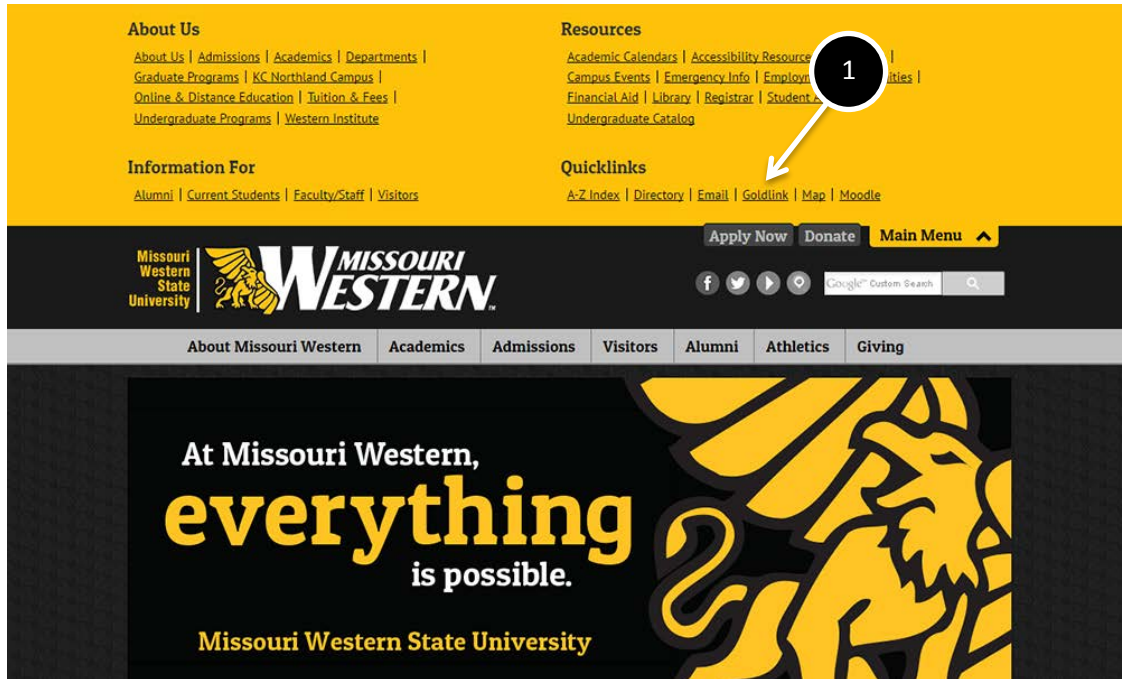 About Us
About Us | Admissions | Academics | Departments |
Graduate Programs | KC Northland Campus |
Online & Distance Education | Tuition & Fees |
Undergraduate Programs | Western Institute
Resources
Academic Calendars | Accessibility Resource |
Campus Events | Emergency Info |
Financial Aid | Library | Registrar | Student
Undergraduate Catalog
1
Information For
Alumni | Current Students | Faculty/Staff | Visitors
Quicklinks
A-Z Index | Directory | Email | Goldlink | Map | Moodle
Apply Now Donate Main Menu
Missouri
Western
State
University
MISSOURI
WESTERN
Google™ Custom Search
About Missouri Western Academics Admissions Visitors Alumni Athletics Giving
At Missouri Western,
everything
is possible.
Missouri Western State University